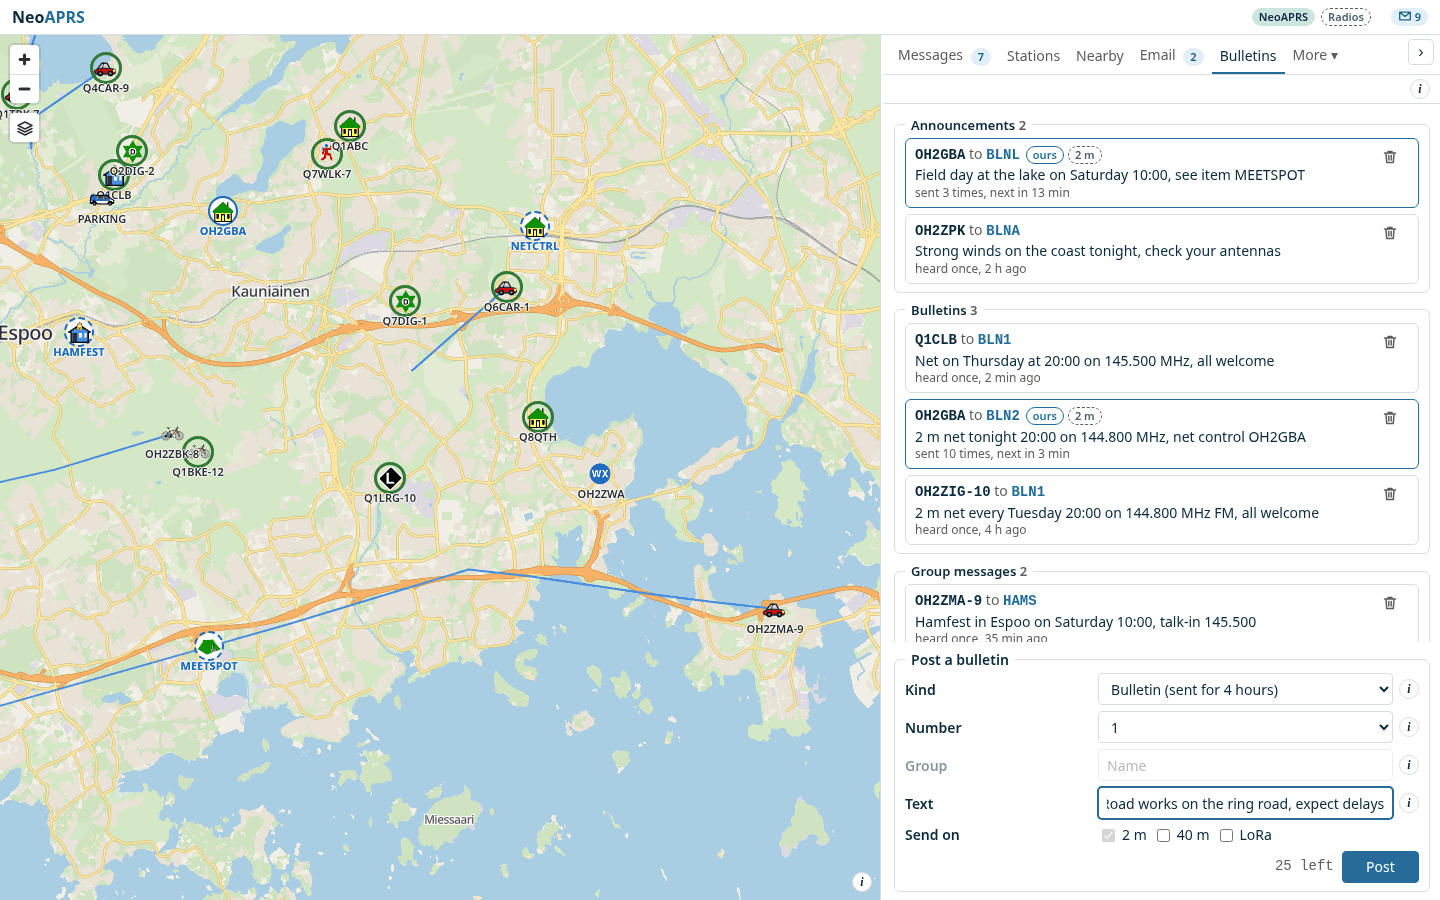 NeoAPRS
NeoAPRS
Radios
9
Messages 7
Stations
Nearby
Email 2
Bulletins
More ▾
Announcements 2
OH2GBA to BLNL ours 2 m
Field day at the lake on Saturday 10:00, see item MEETSPOT
sent 3 times, next in 13 min
OH2ZPK to BLNA
Strong winds on the coast tonight, check your antennas
heard once, 2 h ago
Bulletins 3
Q1CLB to BLN1
Net on Thursday at 20:00 on 145.500 MHz, all welcome
heard once, 2 min ago
OH2GBA to BLN2 ours 2 m
2 m net tonight 20:00 on 144.800 MHz, net control OH2GBA
sent 10 times, next in 3 min
OH2ZIG-10 to BLN1
2 m net every Tuesday 20:00 on 144.800 MHz FM, all welcome
heard once, 4 h ago
Group messages 2
OH2ZMA-9 to HAMS
Hamfest in Espoo on Saturday 10:00, talk-in 145.500
heard once, 35 min ago
Post a bulletin
Kind
Bulletin (sent for 4 hours)
Number
1
Group
Name
Text
Road works on the ring road, expect delays
Send on
2 m
40 m
LoRa
25 left
Post
Q4CAR-9
Q2DIG-2
Q1CLB
PARKING
OH2GBA
Q1ABC
Q7WLK-7
NETCTRL
Kauniainen
Q7DIG-1
Q6CAR-1
Espoo
HAMFEST
Q8QTH
OH2ZBK-8
Q1BKE-12
L
Q1LRG-10
WX
OH2ZWA
OH2ZMA-9
MEETSPOT
Miessaari